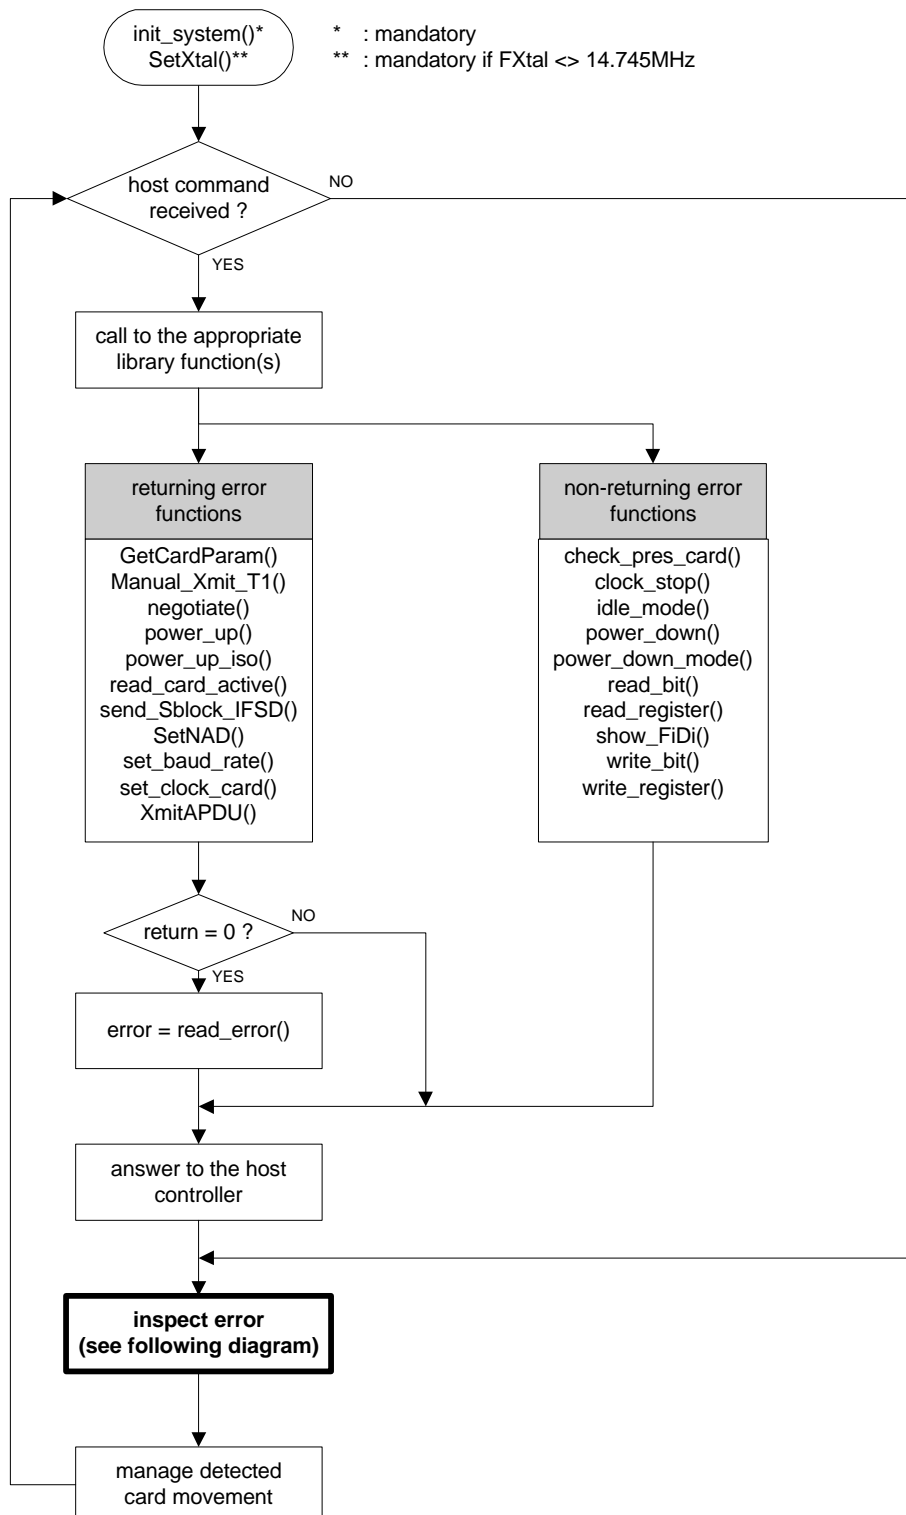 init_system()*
SetXtal()**
* : mandatory
** : mandatory if FXtal <> 14.745MHz
host command
received ?
NO
YES
call to the appropriate
library function(s)
returning error
functions
GetCardParam()
Manual_Xmit_T1()
negotiate()
power_up()
power_up_iso()
read_card_active()
send_Sblock_IFSD()
SetNAD()
set_baud_rate()
set_clock_card()
XmitAPDU()
non-returning error
functions
check_pres_card()
clock_stop()
idle_mode()
power_down()
power_down_mode()
read_bit()
read_register()
show_FiDi()
write_bit()
write_register()
return = 0 ?
NO
YES
error = read_error()
answer to the host
controller
inspect error
(see following diagram)
manage detected
card movement